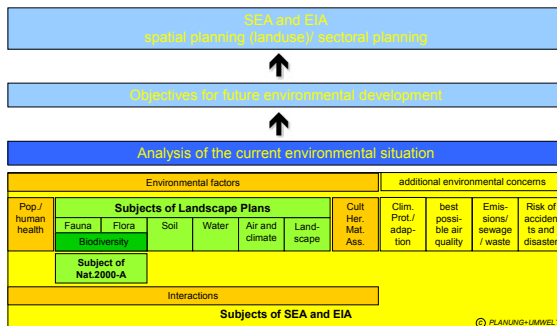 SEA and EIA
spatial planning (landuse)/ sectoral planning
Objectives for future environmental development
Analysis of the current environmental situation
Environmental factors
additional environmental concerns
Pop./
human
health
Subjects of Landscape Plans
Fauna
Flora
Biodiversity
Soil
Water
Air and
climate
Land-
scape
Subject of
Nat.2000-A
Cult
Her.
Mat.
Ass.
Clim.
Prot./
adap-
tion
best
possi-
ble air
quality
Emis-
sions/
sewage
/ waste
Risk of
acciden
ts and
disaster
Interactions
Subjects of SEA and EIA
© PLANUNG+UMWELT